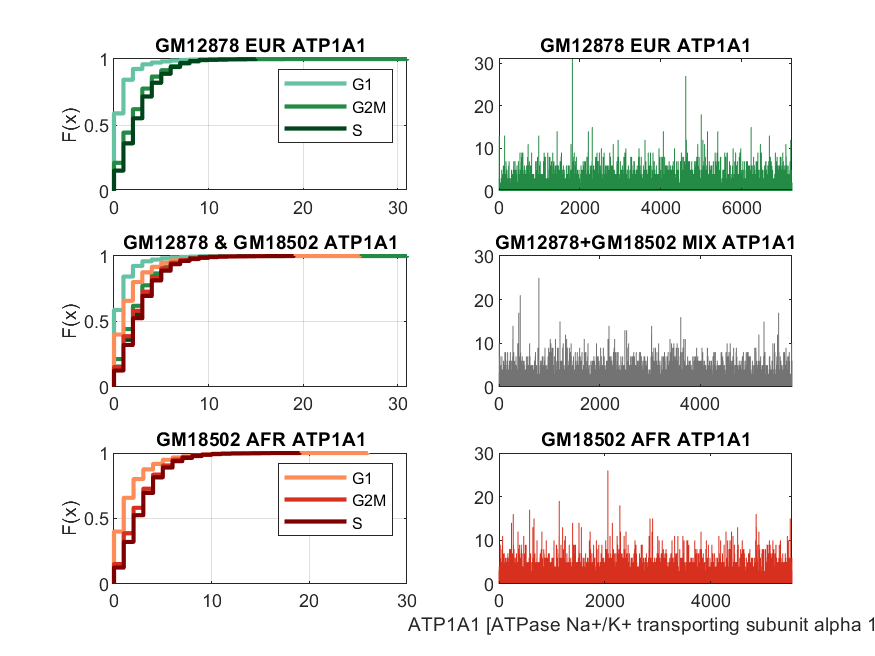 GM12878 EUR ATP1A1
F(x)
1
0.5
0
0 10 20 30
G1
G2M
S
GM12878 EUR ATP1A1
30
20
10
0
0 2000 4000 6000
GM12878 & GM18502 ATP1A1
F(x)
1
0.5
0
0 10 20 30
GM12878+GM18502 MIX ATP1A1
30
20
10
0
0 2000 4000
GM18502 AFR ATP1A1
F(x)
1
0.5
0
0 10 20 30
G1
G2M
S
GM18502 AFR ATP1A1
30
20
10
0
0 2000 4000
ATP1A1 [ATPase Na+/K+ transporting subunit alpha 1